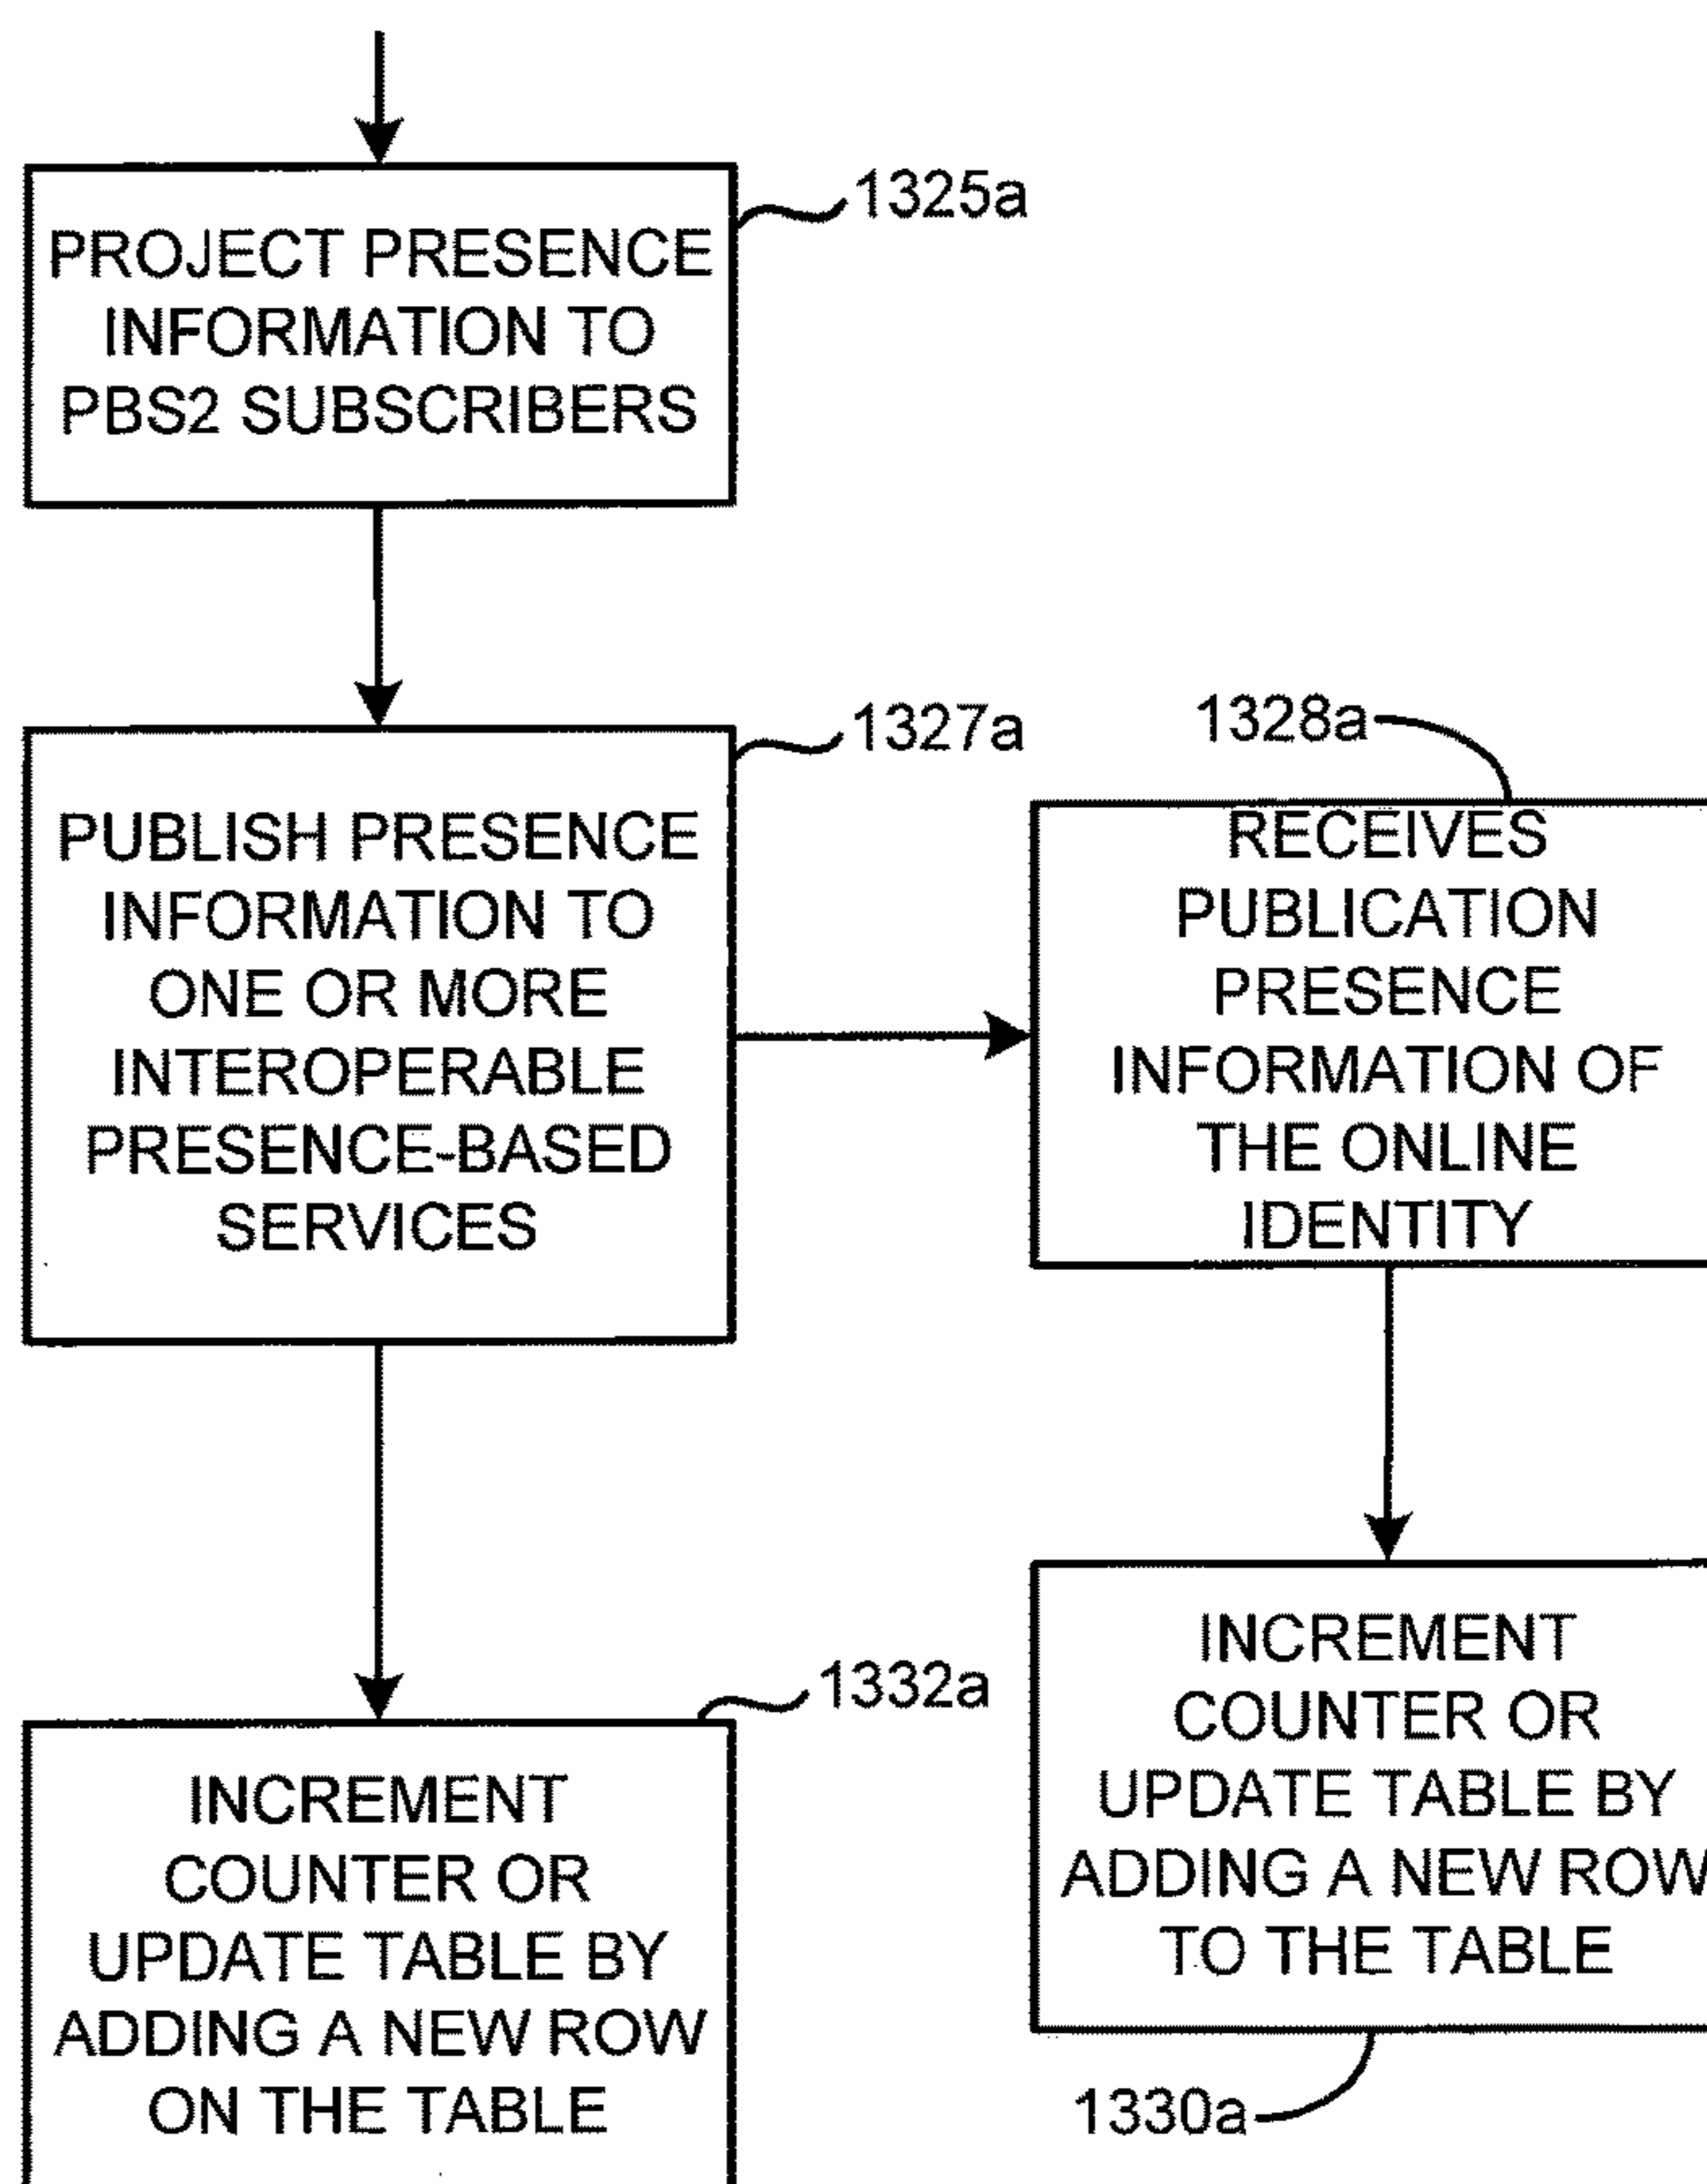 1325a
PROJECT PRESENCE
INFORMATION TO
PBS2 SUBSCRIBERS
1327a
PUBLISH PRESENCE
INFORMATION TO
ONE OR MORE
INTEROPERABLE
PRESENCE-BASED
SERVICES
1328a
RECEIVES
PUBLICATION
PRESENCE
INFORMATION OF
THE ONLINE
IDENTITY
1332a
INCREMENT
COUNTER OR
UPDATE TABLE BY
ADDING A NEW ROW
ON THE TABLE
INCREMENT
COUNTER OR
UPDATE TABLE BY
ADDING A NEW ROW
TO THE TABLE
1330a